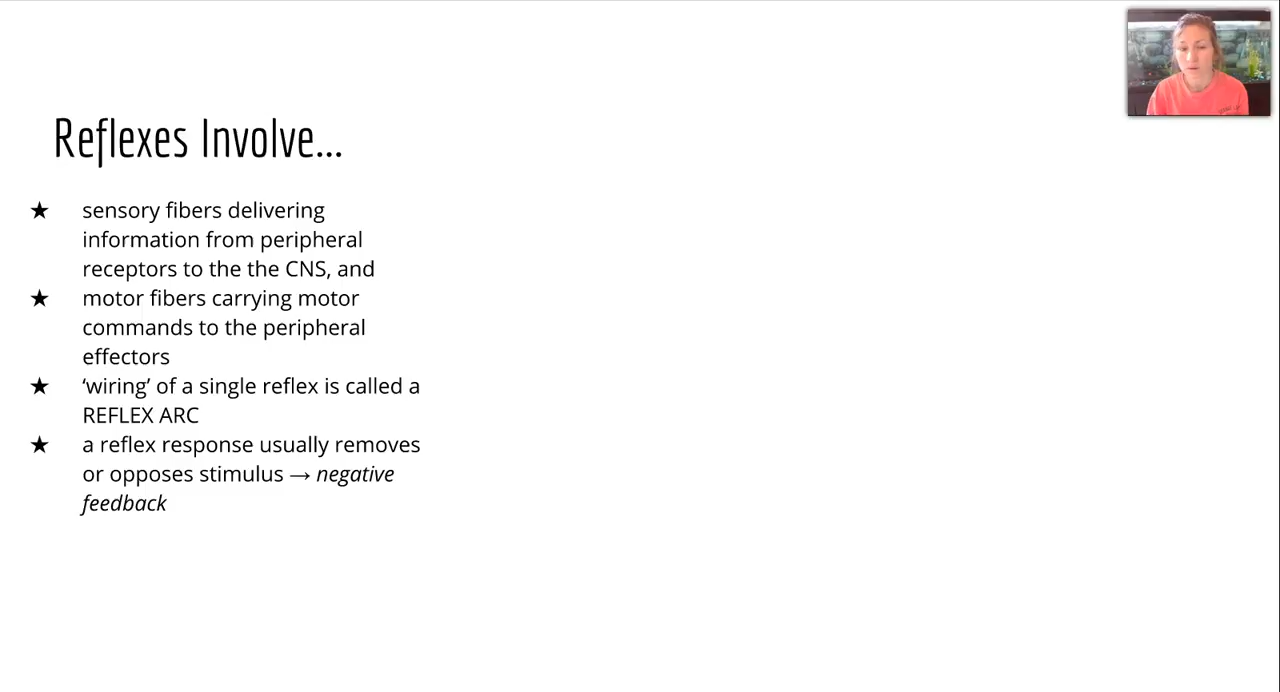 Reflexes Involve...
★ sensory fibers delivering
information from peripheral
receptors to the the CNS, and
★ motor fibers carrying motor
commands to the peripheral
effectors
★ ‘wiring’ of a single reflex is called a
REFLEX ARC
★ a reflex response usually removes
or opposes stimulus → negative
feedback